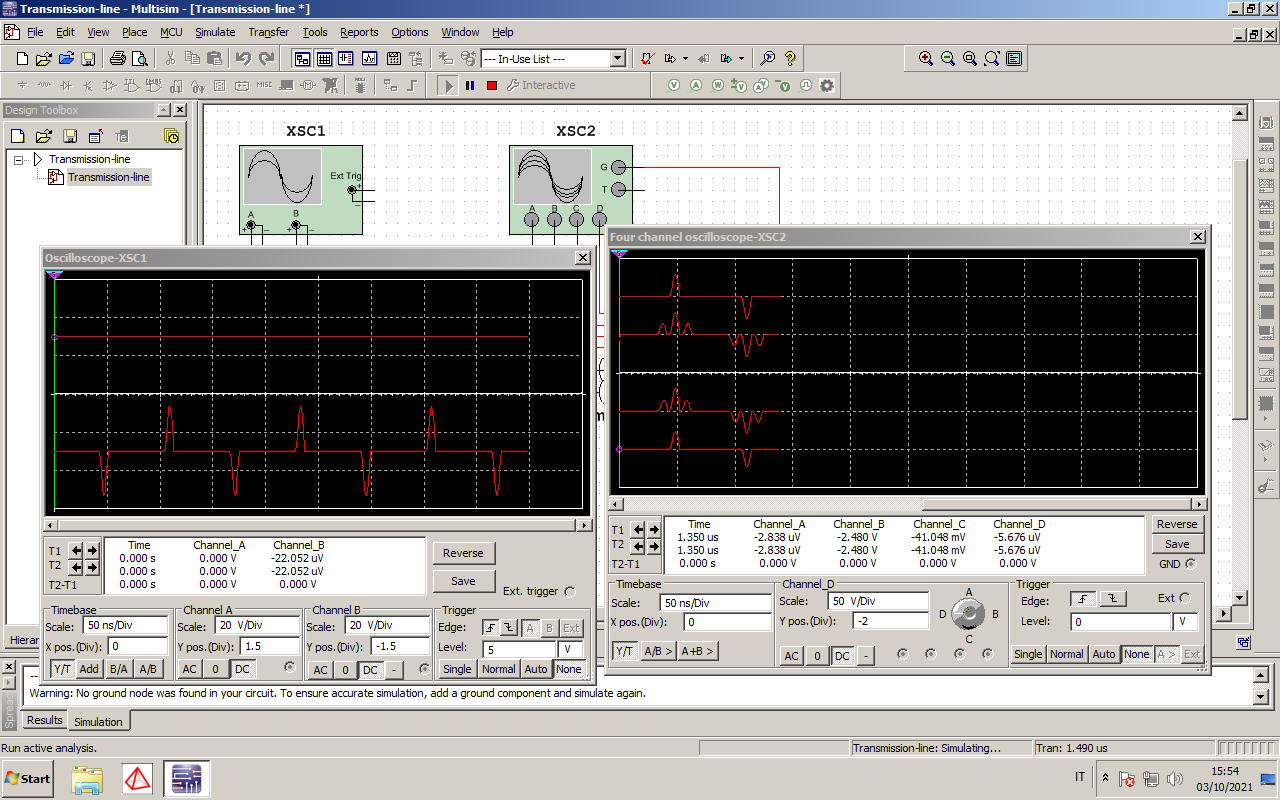 Transmission-line - Multisim - [Transmission-line *]
File Edit View Place MCU Simulate Transfer Tools Reports Options Window Help
--- In-Use List ---
Interactive
Design Toolbox
Transmission-line
Transmission-line
XSC1
XSC2
Ext Trig
A B
G
T
A B C D
Oscilloscope-XSC1
Time Channel_A Channel_B
T1 0.000 s 0.000 V -22.052 uV
T2 0.000 s 0.000 V -22.052 uV
T2-T1 0.000 s 0.000 V 0.000 V
Reverse
Save
Ext. trigger
Timebase
Scale: 50 ns/Div
X pos.(Div): 0
Y/T Add B/A A/B
Channel A
Scale: 20 V/Div
Y pos.(Div): 1.5
AC 0 DC
Channel B
Scale: 20 V/Div
Y pos.(Div): -1.5
AC 0 DC -
Trigger
Edge: A B Ext
Level: 5 V
Single Normal Auto None
Four channel oscilloscope-XSC2
Time Channel_A Channel_B Channel_C Channel_D
T1 1.350 us -2.838 uV -2.480 V -41.048 mV -5.676 uV
T2 1.350 us -2.838 uV -2.480 V -41.048 mV -5.676 uV
T2-T1 0.000 s
Reverse
Save
GND
Timebase
Scale: 50 ns/Div
X pos.(Div): 0
Y/T A/B > A+B >
Channel_D
Scale: 50 V/Div
Y pos.(Div): -2
AC 0 DC -
A
D B
C
Trigger
Edge: Ext
Level: 0 V
Single Normal Auto None A > Ext
Hierar
Warning: No ground node was found in your circuit. To ensure accurate simulation, add a ground component and simulate again.
Spreads
Results Simulation
Run active analysis.
Transmission-line: Simulating...
Tran: 1.490 us
Start
IT
15:54
03/10/2021